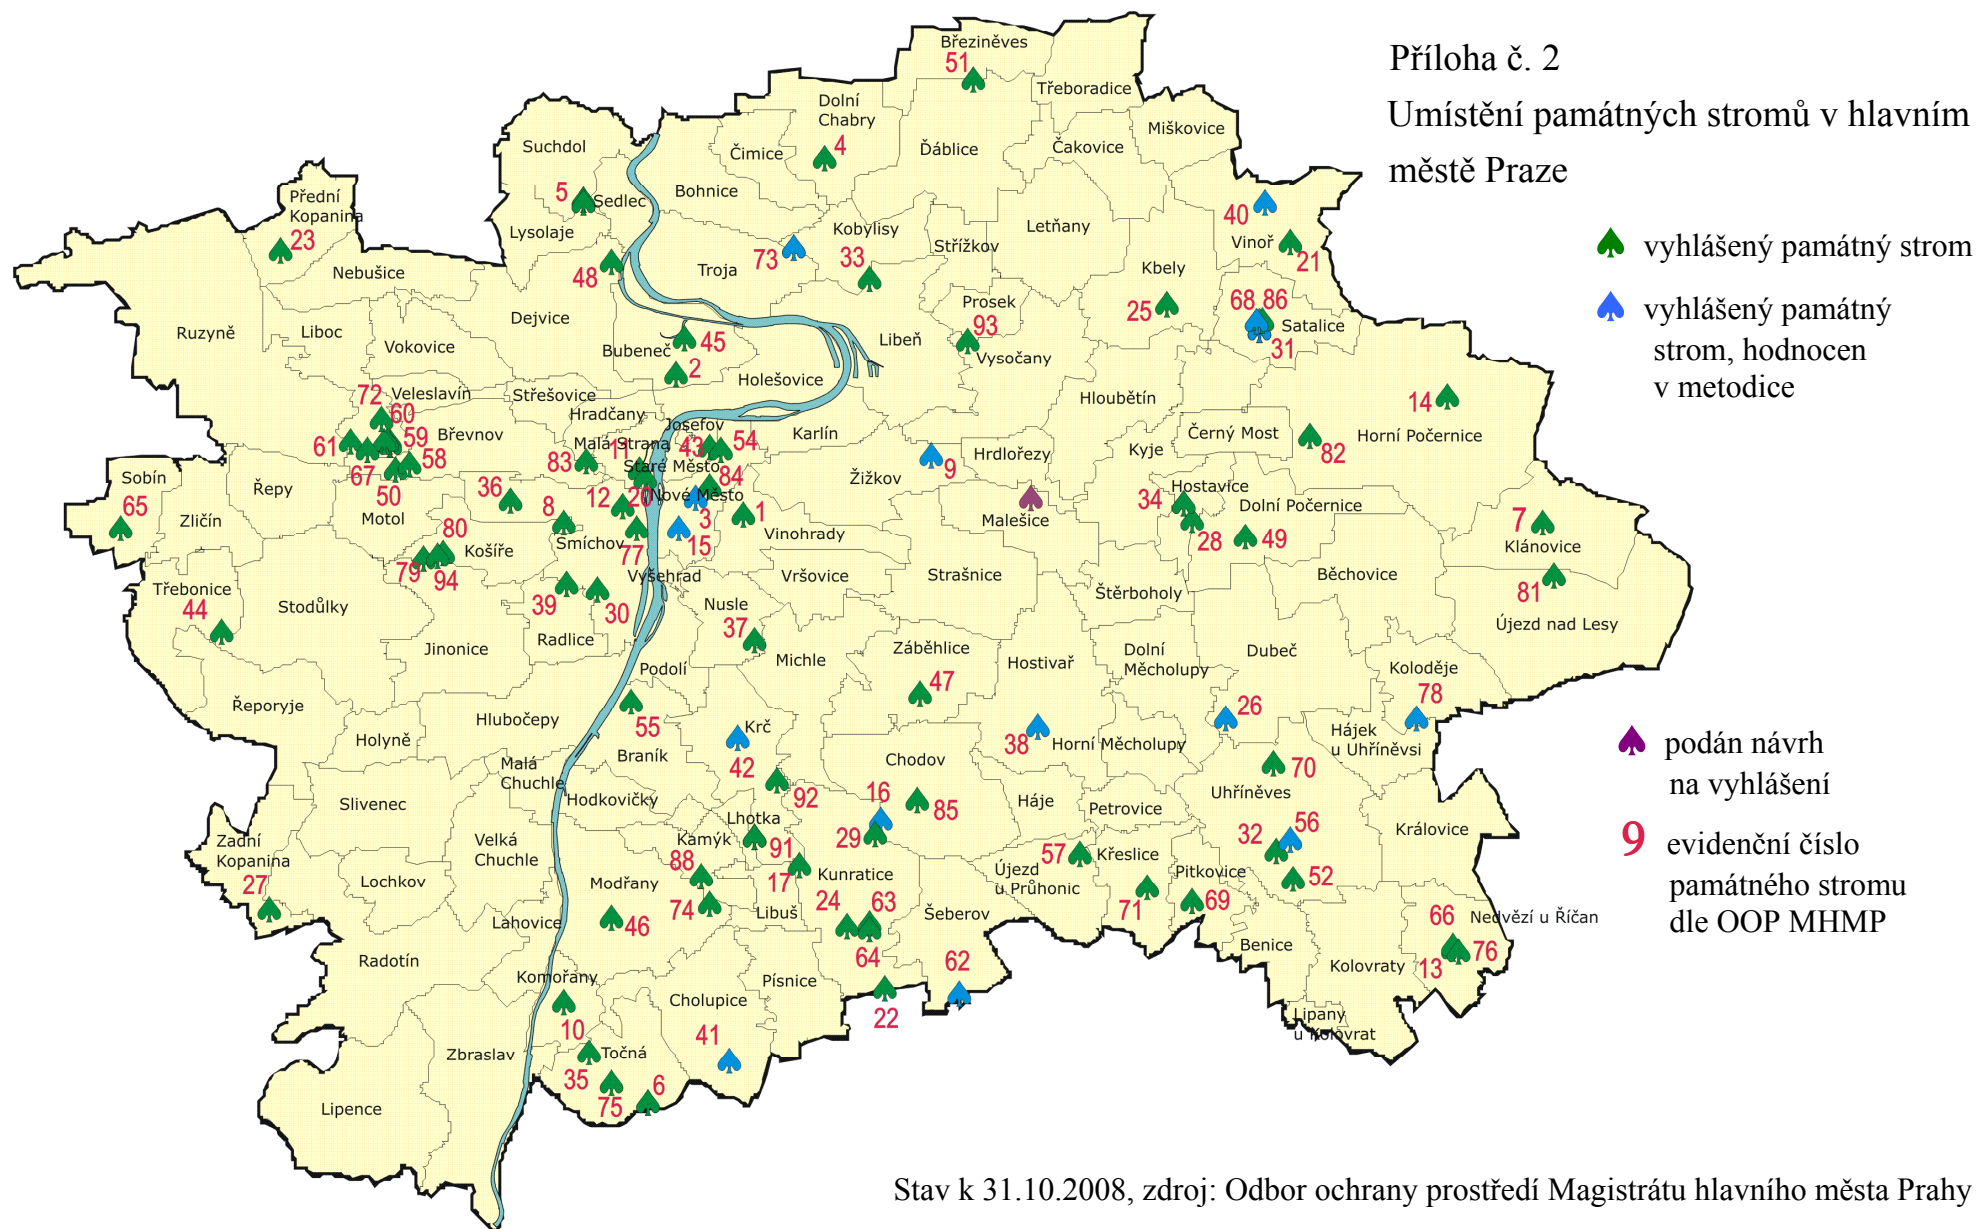 Příloha č. 2
Umístění památných stromů v hlavním
městě Praze
vyhlášený památný strom
vyhlášený památný
strom, hodnocen
v metodice
podán návrh
na vyhlášení
9 evidenční číslo
památného stromu
dle OOP MHMP
Březiněves
51
Třeboradice
Dolní
Chabry
4
Miškovice
Suchdol
Čimice
Ďáblice
Čakovice
Přední
Kopanina
23
5
Sedlec
Bohnice
40
Lysolaje
Kobylisy
33
Střížkov
Letňany
Vinoř
21
Nebušice
48
Troja
73
Kbely
25
68
86
Satalice
31
Ruzyně
Liboc
Dejvice
Vokovice
Bubeneč
45
2
Libeň
Prosek
93
Vysočany
Holešovice
72
Veleslavín
60
Střešovice
Hradčany
Hloubětín
14
61
59
Břevnov
67
58
50
Malá Strana
11
Josefov
43
54
Karlín
Staré Město
84
83
Černý Most
Horní Počernice
82
Kyje
Žižkov
9
Hrdlořezy
Sobín
65
Řepy
Zličín
Motol
36
8
12
20
Nové Město
3
1
Malešice
34
Hostavice
Dolní Počernice
28
49
7
Klánovice
80
Košíře
Smíchov
77
15
Vinohrady
79
94
Třebonice
44
Stodůlky
39
30
Vyšehrad
Vršovice
Strašnice
Štěrboholy
Běchovice
81
Újezd nad Lesy
Jinonice
Radlice
Nusle
37
Michle
Záběhlice
47
Hostivař
Dolní
Měcholupy
Dubeč
Koloděje
78
Podolí
Řeporyje
Hlubočepy
55
Krč
42
26
Holyně
Braník
38
Horní Měcholupy
Hájek
u Uhříněvsi
Malá
Chuchle
Chodov
70
Slivenec
Hodkovičky
92
16
85
Háje
Petrovice
Uhříněves
Lhotka
Kamýk
29
32
56
Královice
Zadní
Kopanina
27
Velká
Chuchle
88
91
17
Kunratice
57
Křeslice
Újezd
u Průhonic
Pitkovice
52
Lochkov
Modřany
24
63
71
69
74
Libuš
Šeberov
66
Nedvězí u Říčan
Lahovice
46
64
62
Benice
13
76
Radotín
Komořany
Písnice
Kolovraty
Cholupice
10
22
41
Lipany
u Kolovrat
Zbraslav
Točná
35
75
6
Lipence
Stav k 31.10.2008, zdroj: Odbor ochrany prostředí Magistrátu hlavního města Prahy